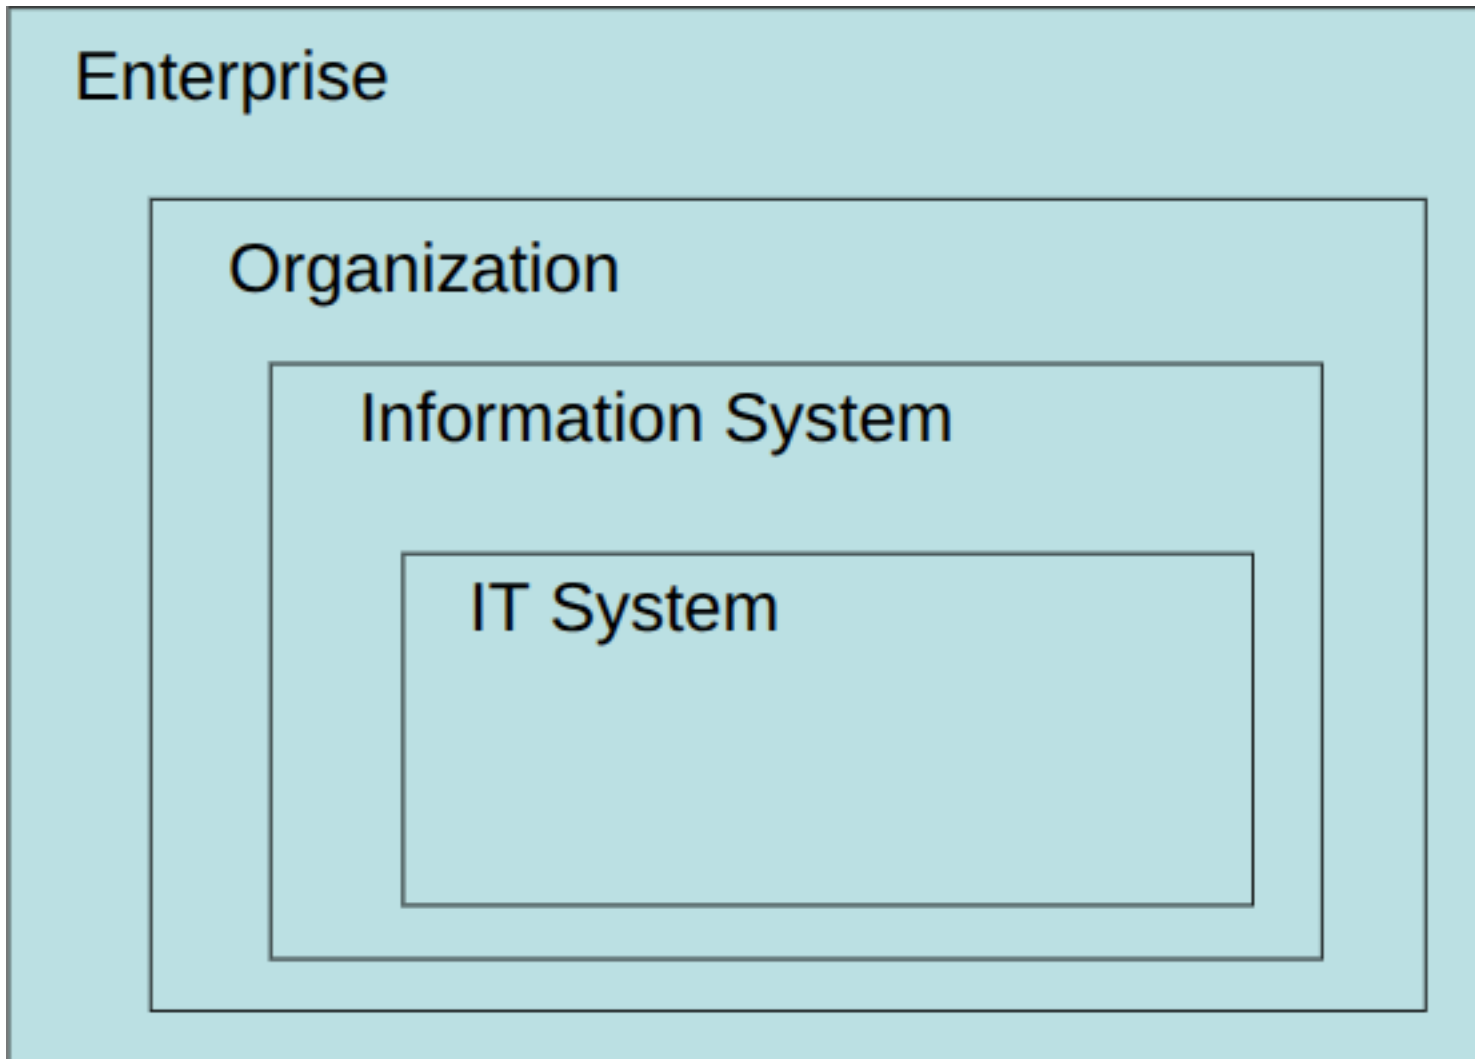 Enterprise
Organization
Information System
IT System